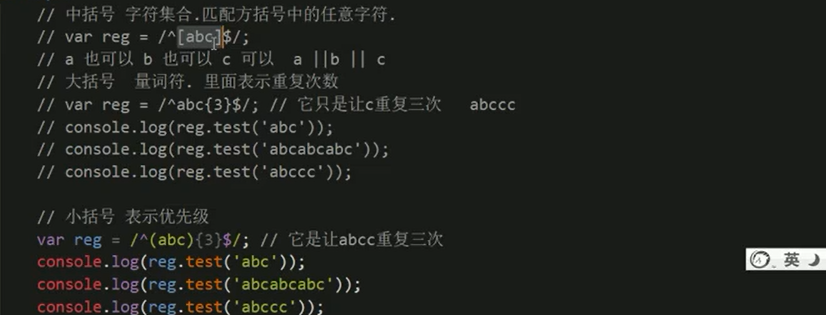 // 中括号 字符集合.匹配方括号中的任意字符.
// var reg = /^[abc]$/;
// a 也可以 b 也可以 c 可以  a ||b || c
// 大括号  量词符. 里面表示重复次数
// var reg = /^abc{3}$/; // 它只是让c重复三次   abccc
// console.log(reg.test('abc'));
// console.log(reg.test('abcabcabc'));
// console.log(reg.test('abccc'));
// 小括号 表示优先级
var reg = /^(abc){3}$/; // 它是让abcc重复三次
console.log(reg.test('abc'));
console.log(reg.test('abcabcabc'));
console.log(reg.test('abccc'));
英